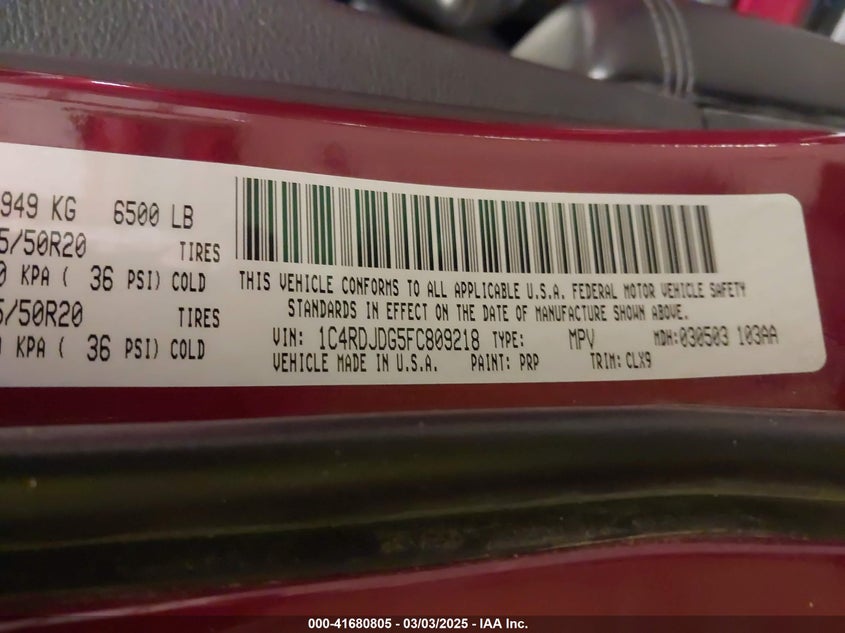 949 KG 6500 LB
5/50R20 TIRES
0 KPA ( 36 PSI) COLD
5/50R20 TIRES
KPA ( 36 PSI) COLD
THIS VEHICLE CONFORMS TO ALL APPLICABLE U.S.A. FEDERAL MOTOR VEHICLE SAFETY
STANDARDS IN EFFECT ON THE DATE OF MANUFACTURE SHOWN ABOVE.
VIN: 1C4RDJDG5FC809218 TYPE: MPV MDH:030503 103AA
VEHICLE MADE IN U.S.A. PAINT: PRP TRIM: CLX9
000-41680805 - 03/03/2025 - IAA Inc.